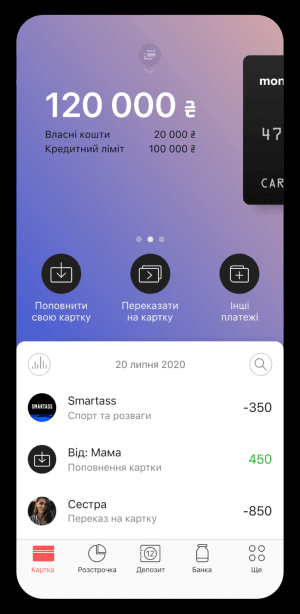 120 000 ₴
Власні кошти 20 000 ₴
Кредитний ліміт 100 000 ₴
mon
47
CAR
Поповнити
свою картку
Переказати
на картку
Інші
платежі
20 липня 2020
SMARTASS
Smartass
Спорт та розваги
-350
Від: Мама
Поповнення картки
450
Сестра
Переказ на картку
-850
12
Картка
Розстрочка
Депозит
Банка
Ще